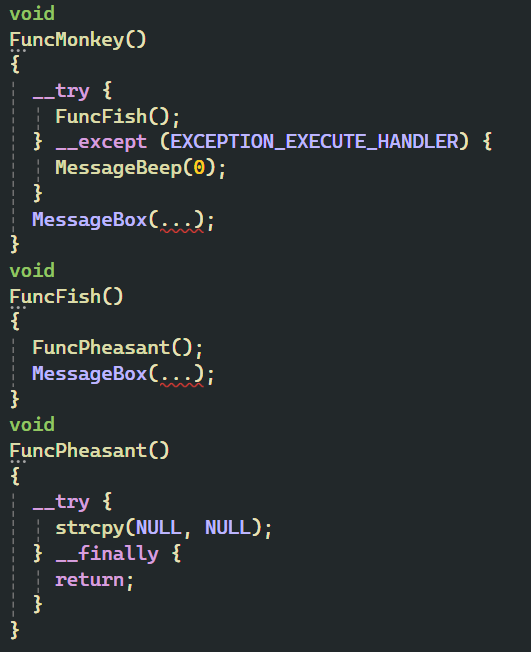 void
FuncMonkey()
{
__try {
FuncFish();
} __except (EXCEPTION_EXECUTE_HANDLER) {
MessageBeep(0);
}
MessageBox(...);
}
void
FuncFish()
{
FuncPheasant();
MessageBox(...);
}
void
FuncPheasant()
{
__try {
strcpy(NULL, NULL);
} __finally {
return;
}
}